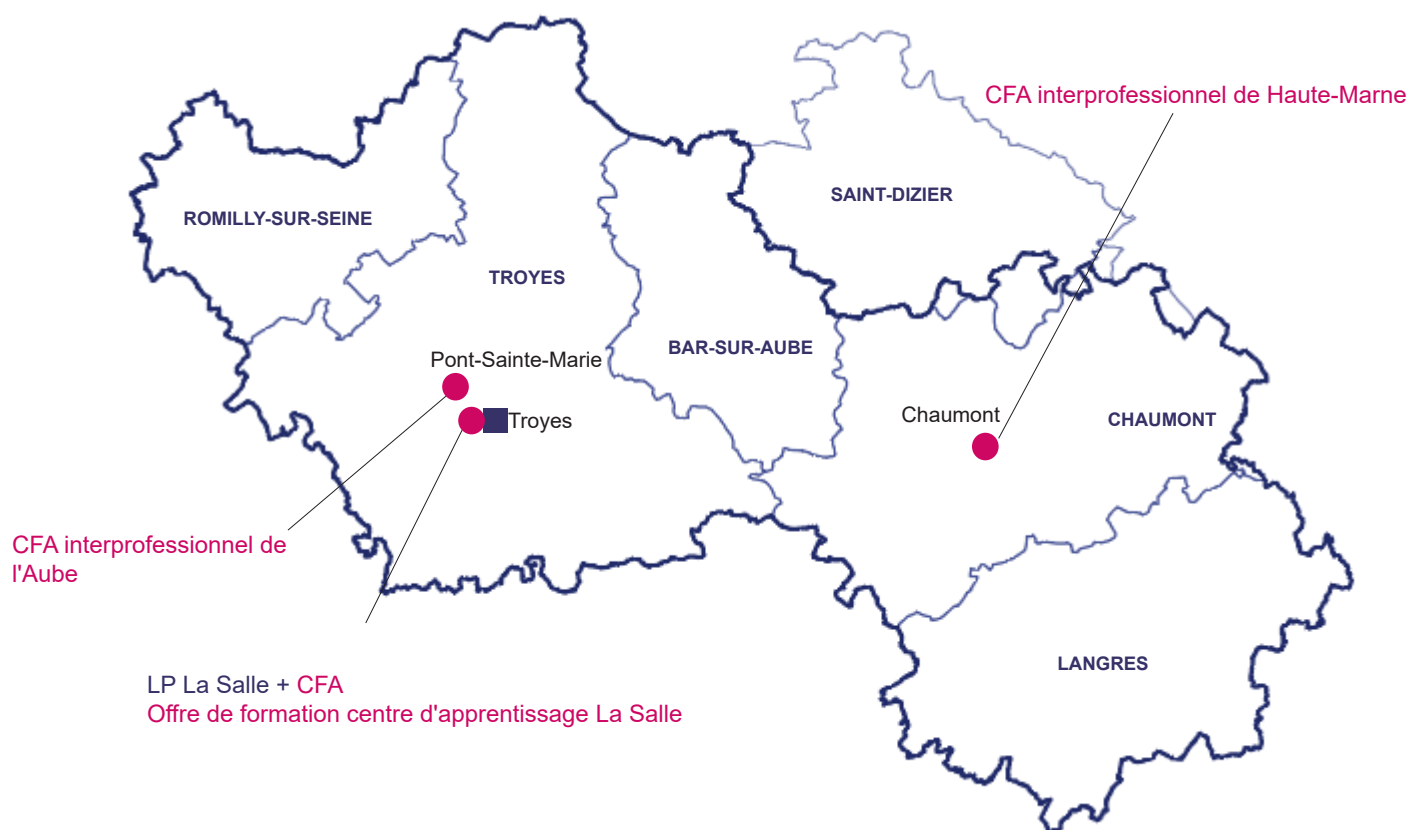 CFA interprofessionnel de Haute-Marne
SAINT-DIZIER
ROMILLY-SUR-SEINE
TROYES
BAR-SUR-AUBE
Pont-Sainte-Marie
Troyes
Chaumont
CHAUMONT
CFA interprofessionnel de
l'Aube
LANGRES
LP La Salle + CFA
Offre de formation centre d'apprentissage La Salle